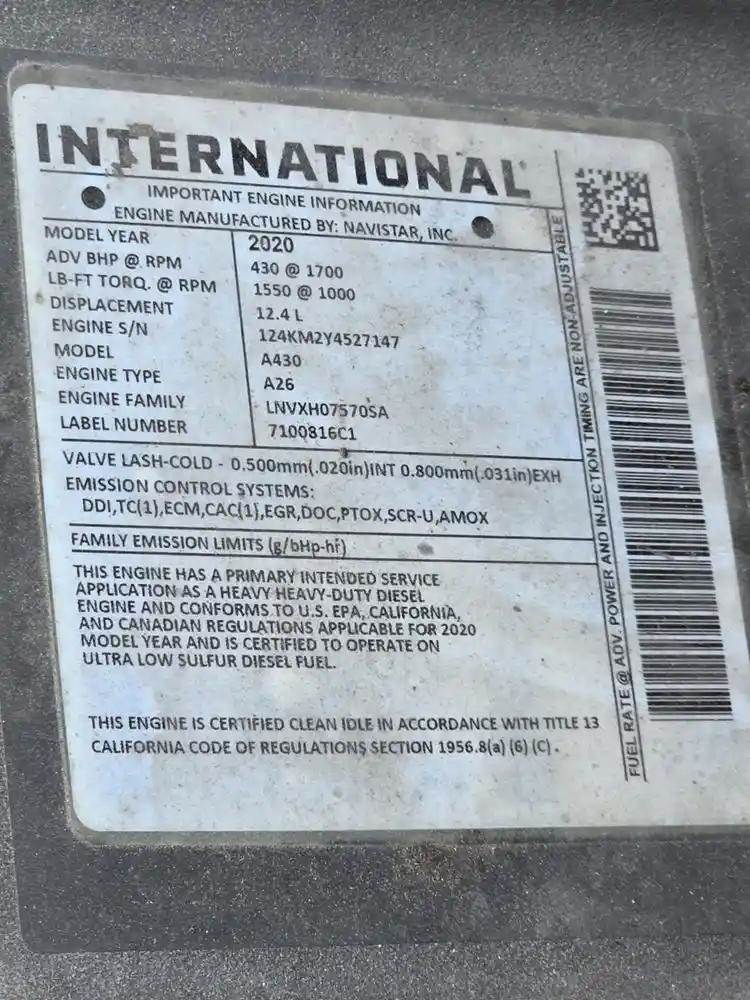 INTERNATIONAL®
IMPORTANT ENGINE INFORMATION
ENGINE MANUFACTURED BY: NAVISTAR, INC.
MODEL YEAR 2020
ADV BHP @ RPM 430 @ 1700
LB-FT TORQ. @ RPM 1550 @ 1000
DISPLACEMENT 12.4 L
ENGINE S/N 124KM2Y4527147
MODEL A430
ENGINE TYPE A26
ENGINE FAMILY LNVXH0757OSA
LABEL NUMBER 7100816C1
VALVE LASH-COLD - 0.500mm(.020in)INT 0.800mm(.031in)EXH
EMISSION CONTROL SYSTEMS:
DDI,TC(1),ECM,CAC(1),EGR,DOC,PTOX,SCR-U,AMOX
FAMILY EMISSION LIMITS (g/bHp-hr)
THIS ENGINE HAS A PRIMARY INTENDED SERVICE
APPLICATION AS A HEAVY HEAVY-DUTY DIESEL
ENGINE AND CONFORMS TO U.S. EPA, CALIFORNIA,
AND CANADIAN REGULATIONS APPLICABLE FOR 2020
MODEL YEAR AND IS CERTIFIED TO OPERATE ON
ULTRA LOW SULFUR DIESEL FUEL.
THIS ENGINE IS CERTIFIED CLEAN IDLE IN ACCORDANCE WITH TITLE 13
CALIFORNIA CODE OF REGULATIONS SECTION 1956.8(a) (6) (C).
FUEL RATE @ ADV. POWER AND INJECTION TIMING ARE NON-ADJUSTABLE